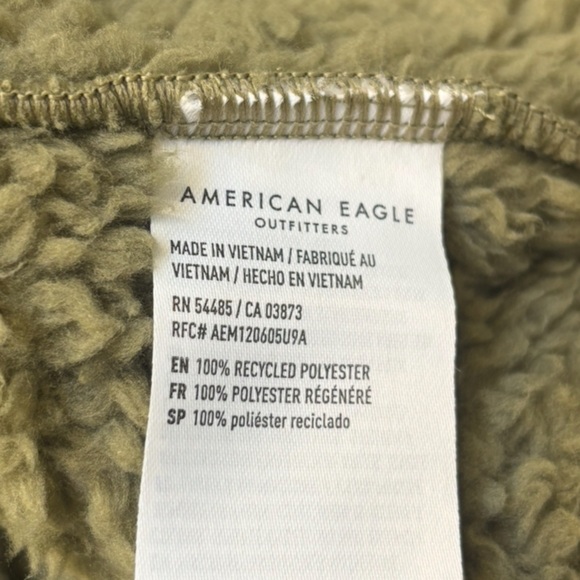 AMERICAN EAGLE
OUTFITTERS
MADE IN VIETNAM / FABRIQUÉ AU
VIETNAM / HECHO EN VIETNAM
RN 54485 / CA 03873
RFC# AEM120605U9A
EN 100% RECYCLED POLYESTER
FR 100% POLYESTER RÉGÉNÉRÉ
SP 100% poliéster reciclado